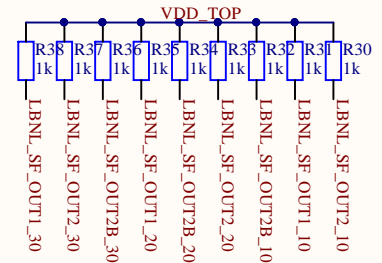 VDD_TOP
R38 R37 R36 R35 R34 R33 R32 R31 R30
1k 1k 1k 1k 1k 1k 1k 1k 1k
LBNL_SF_OUT1_30
LBNL_SF_OUT2_30
LBNL_SF_OUT2B_30
LBNL_SF_OUT1_20
LBNL_SF_OUT2B_20
LBNL_SF_OUT2_20
LBNL_SF_OUT2B_10
LBNL_SF_OUT1_10
LBNL_SF_OUT2_10